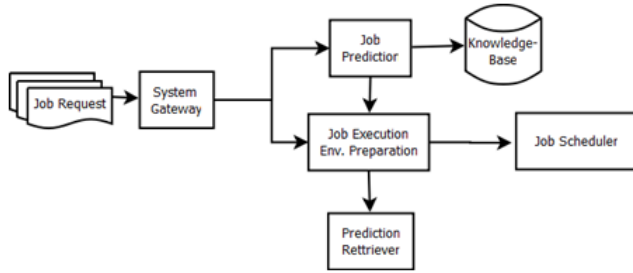 Job
Predictior
Knowledge-
Base
System
Gateway
Job Request
Job Execution
Env. Preparation
Job Scheduler
Prediction
Rettriever